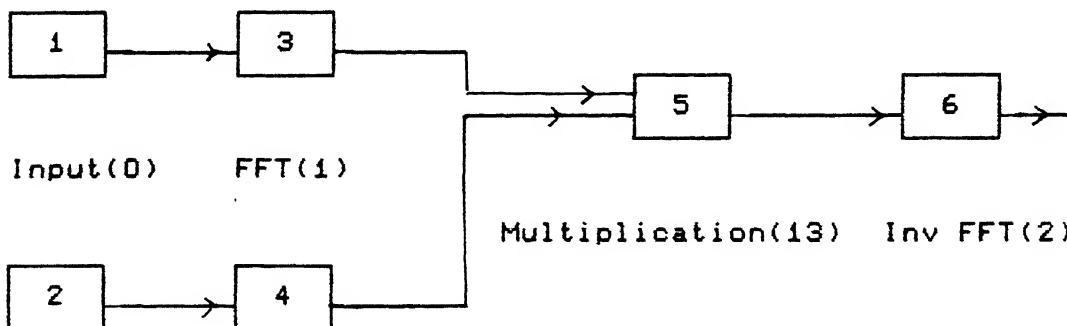 1 3
5 6
Input(0) FFT(1)
Multiplication(13) Inv FFT(2)
2 4